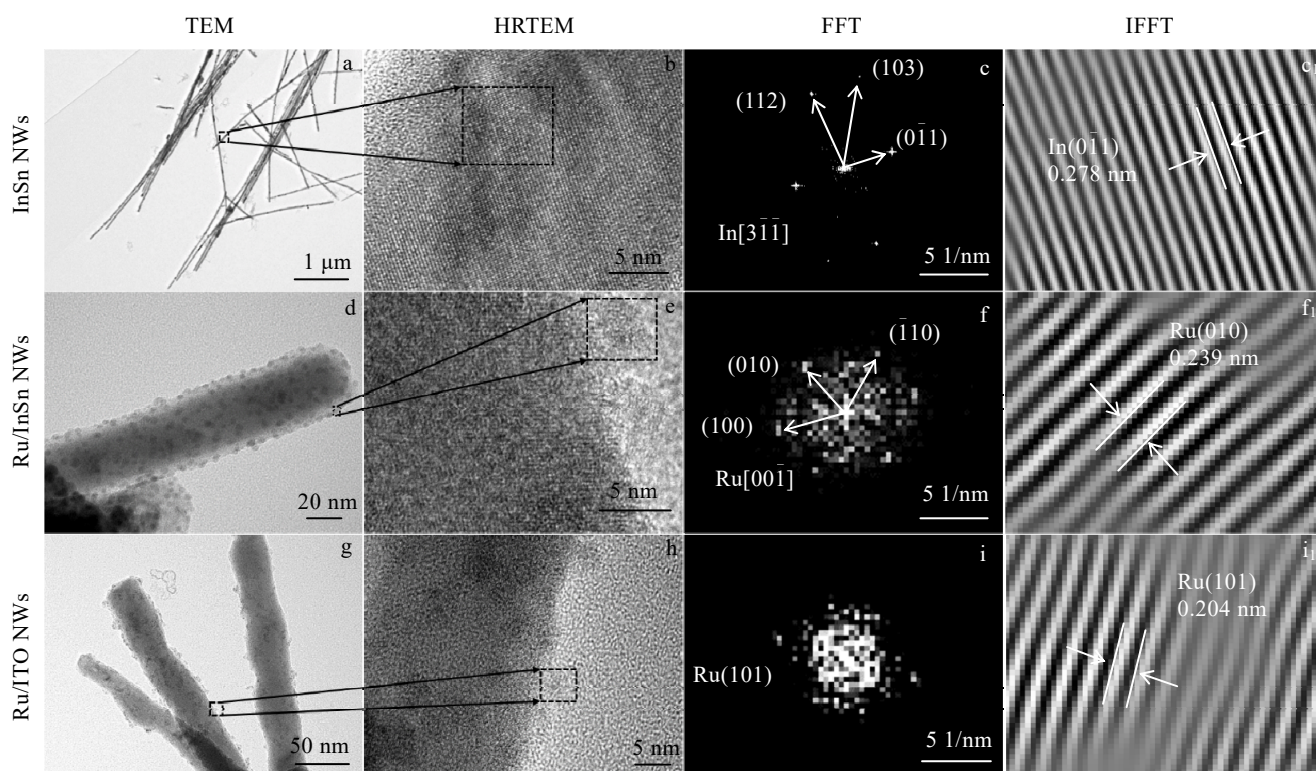 TEM HRTEM FFT IFFT
InSn NWs
a
1 μm
b
5 nm
c
(103)
(112)
(01̄1)
In[31̄1̄]
5 1/nm
c₁
In(01̄1)
0.278 nm
Ru/InSn NWs
d
20 nm
e
5 nm
f
(1̄10)
(010)
(100)
Ru[001̄]
5 1/nm
f₁
Ru(010)
0.239 nm
Ru/ITO NWs
g
50 nm
h
5 nm
i
Ru(101)
5 1/nm
i₁
Ru(101)
0.204 nm